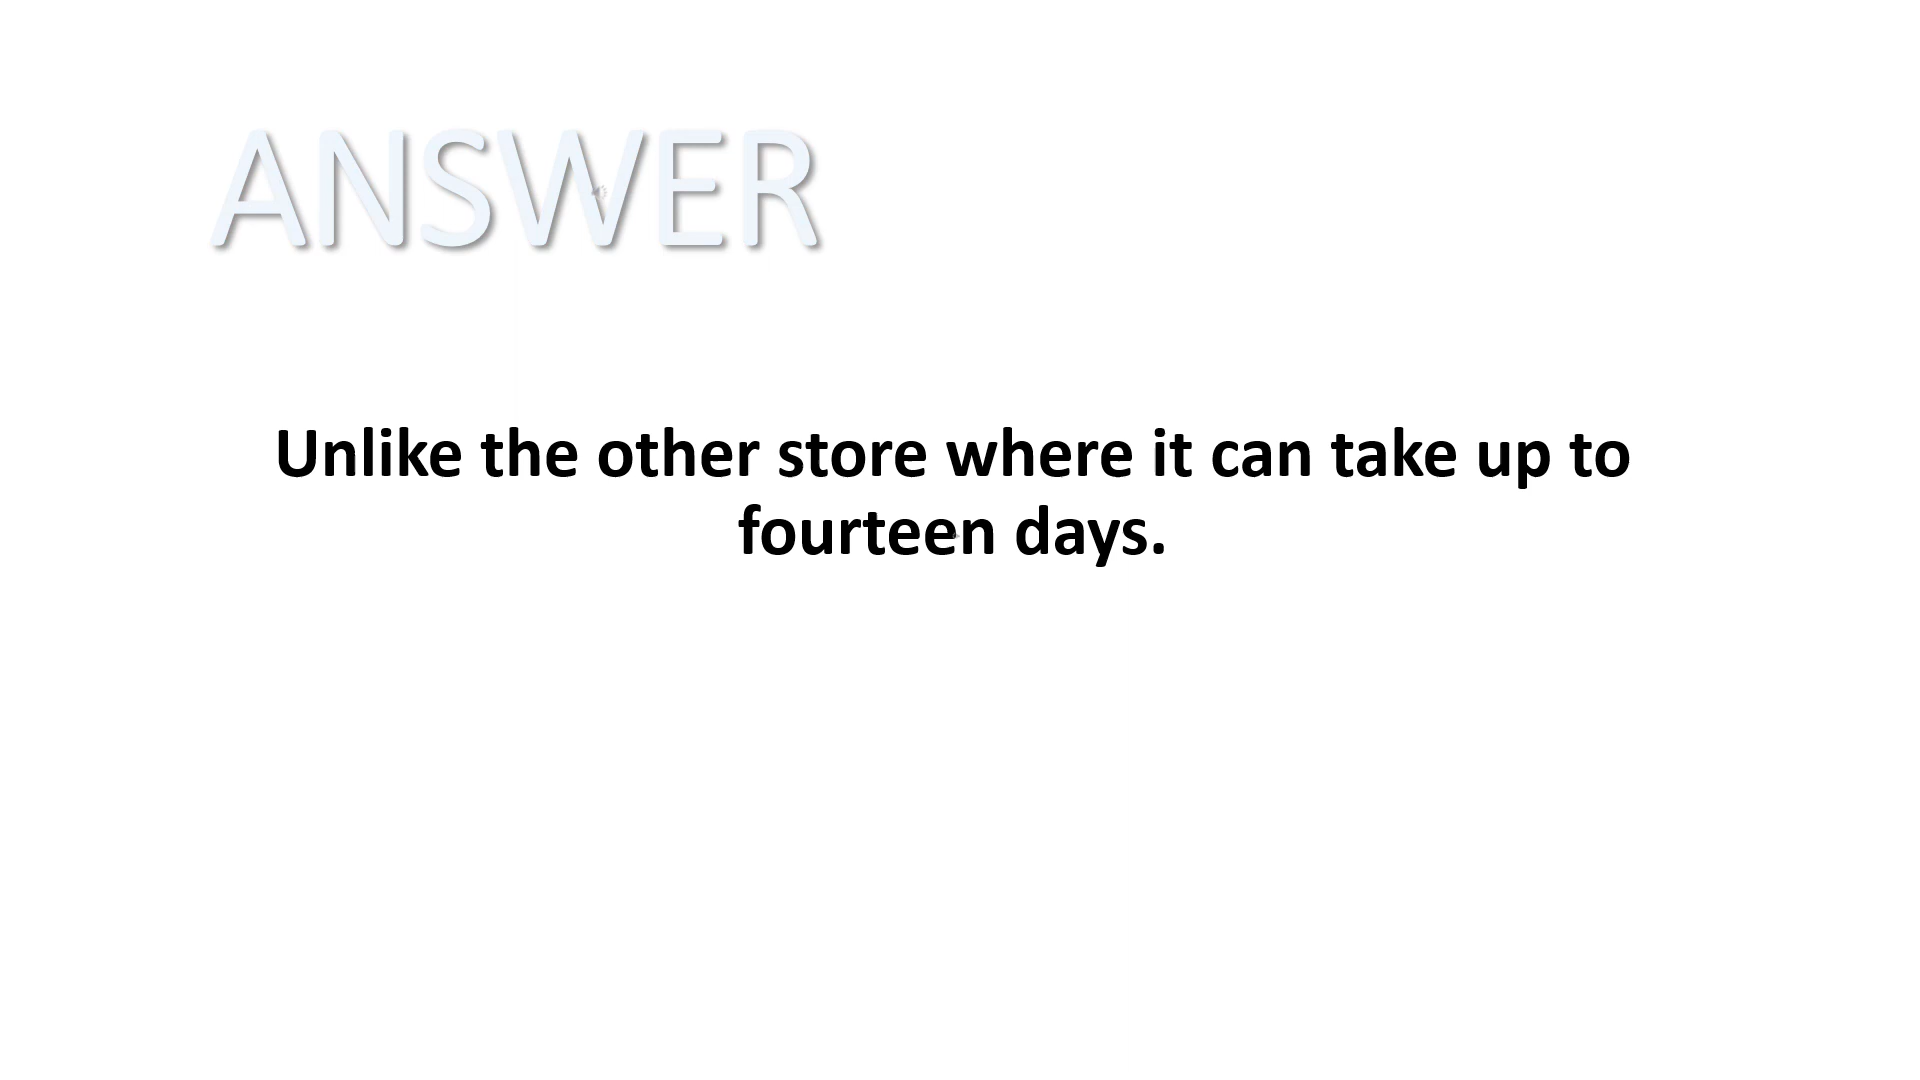 ANSWER
Unlike the other store where it can take up to
fourteen days.